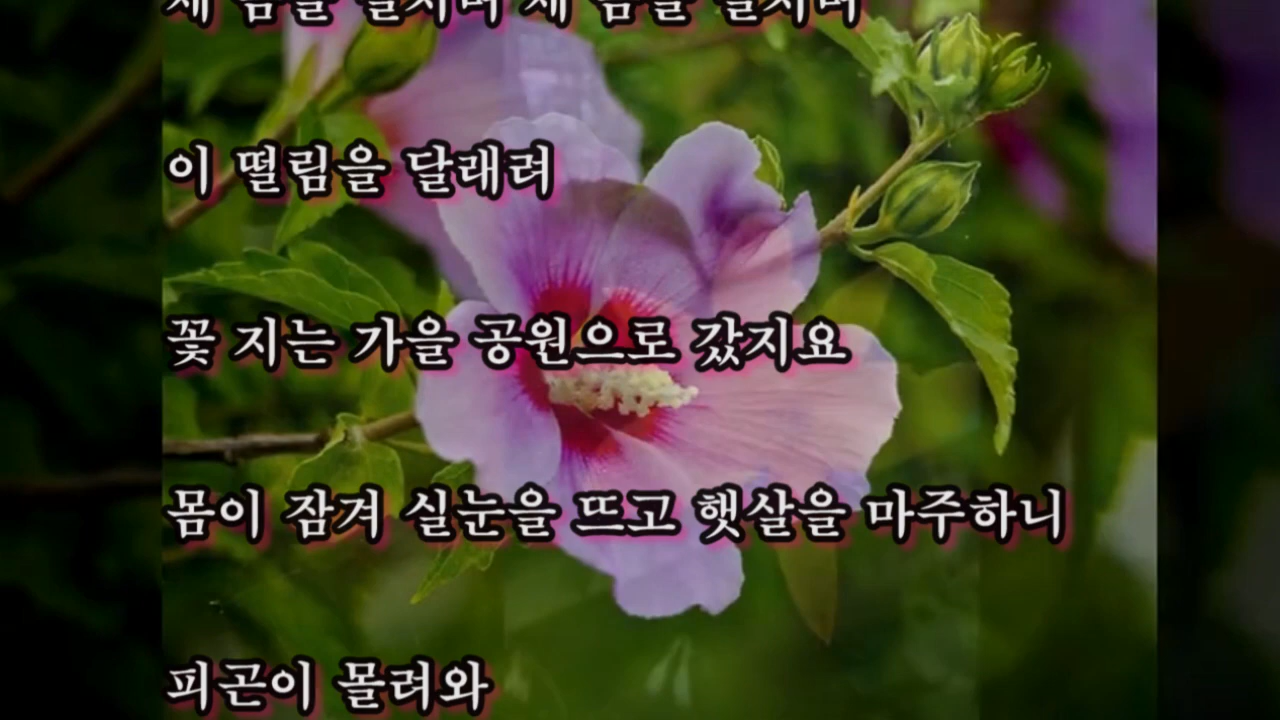 이 떨림을 달래려
꽃 지는 가을 공원으로 갔지요
몸이 잠겨 실눈을 뜨고 햇살을 마주하니
피곤이 몰려와